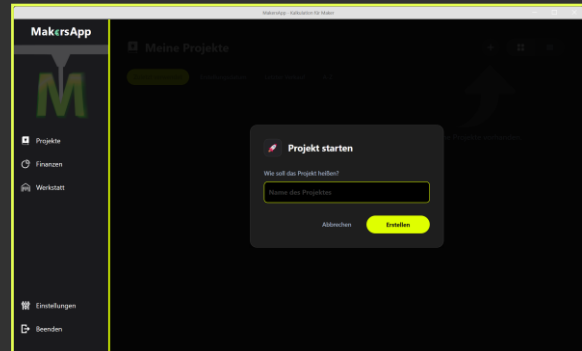 MakersApp - Kalkulation für Maker
MakersApp
Meine Projekte
M
Projekte
Finanzen
Werkstatt
Projekt starten
Wie soll das Projekt heißen?
Name des Projektes
Abbrechen
Erstellen
Einstellungen
Beenden